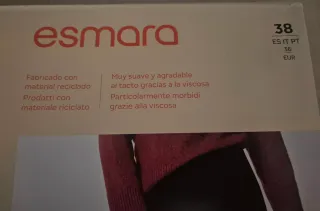 esmara
38
ES IT PT
38
EUR
Fabricado con
material reciclado
Prodotti con
materiale riciclato
Muy suave y agradable
al tacto gracias a la viscosa
Particolarmente morbidi
grazie alla viscosa